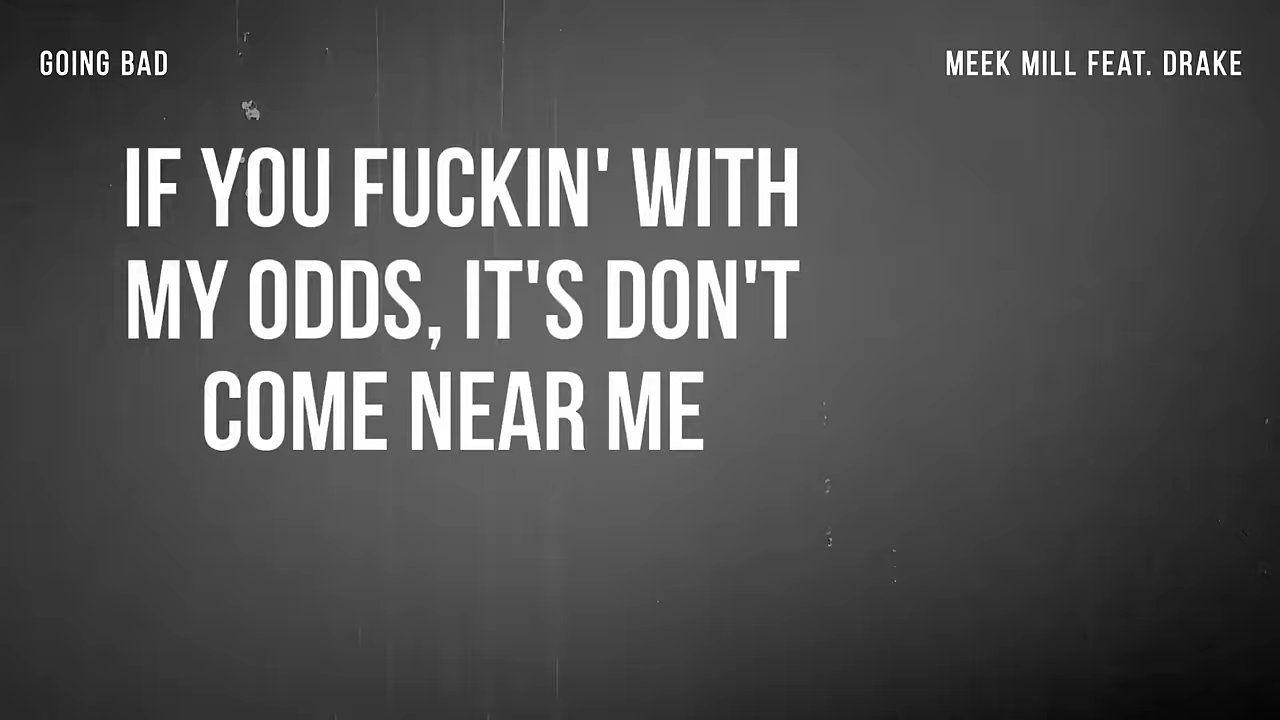 GOING BAD
MEEK MILL FEAT. DRAKE
IF YOU FUCKIN' WITH
MY ODDS, IT'S DON'T
COME NEAR ME